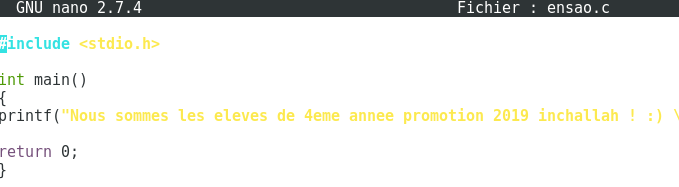 GNU nano 2.7.4 Fichier : ensao.c
#include <stdio.h>
int main()
{
printf("Nous sommes les eleves de 4eme annee promotion 2019 inchallah ! :) \
return 0;
}